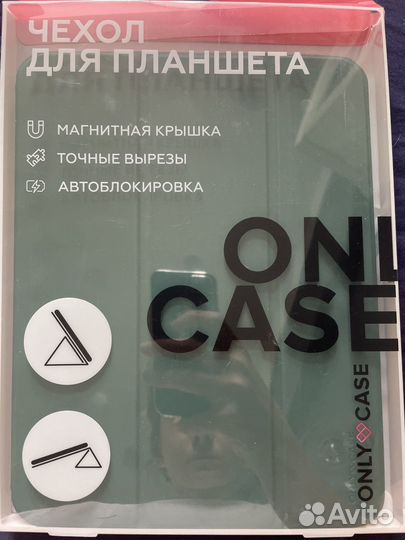 ЧЕХОЛ
ДЛЯ ПЛАНШЕТА
МАГНИТНАЯ КРЫШКА
ТОЧНЫЕ ВЫРЕЗЫ
АВТОБЛОКИРОВКА
ONL
CASE
ONLY CASE
Avito